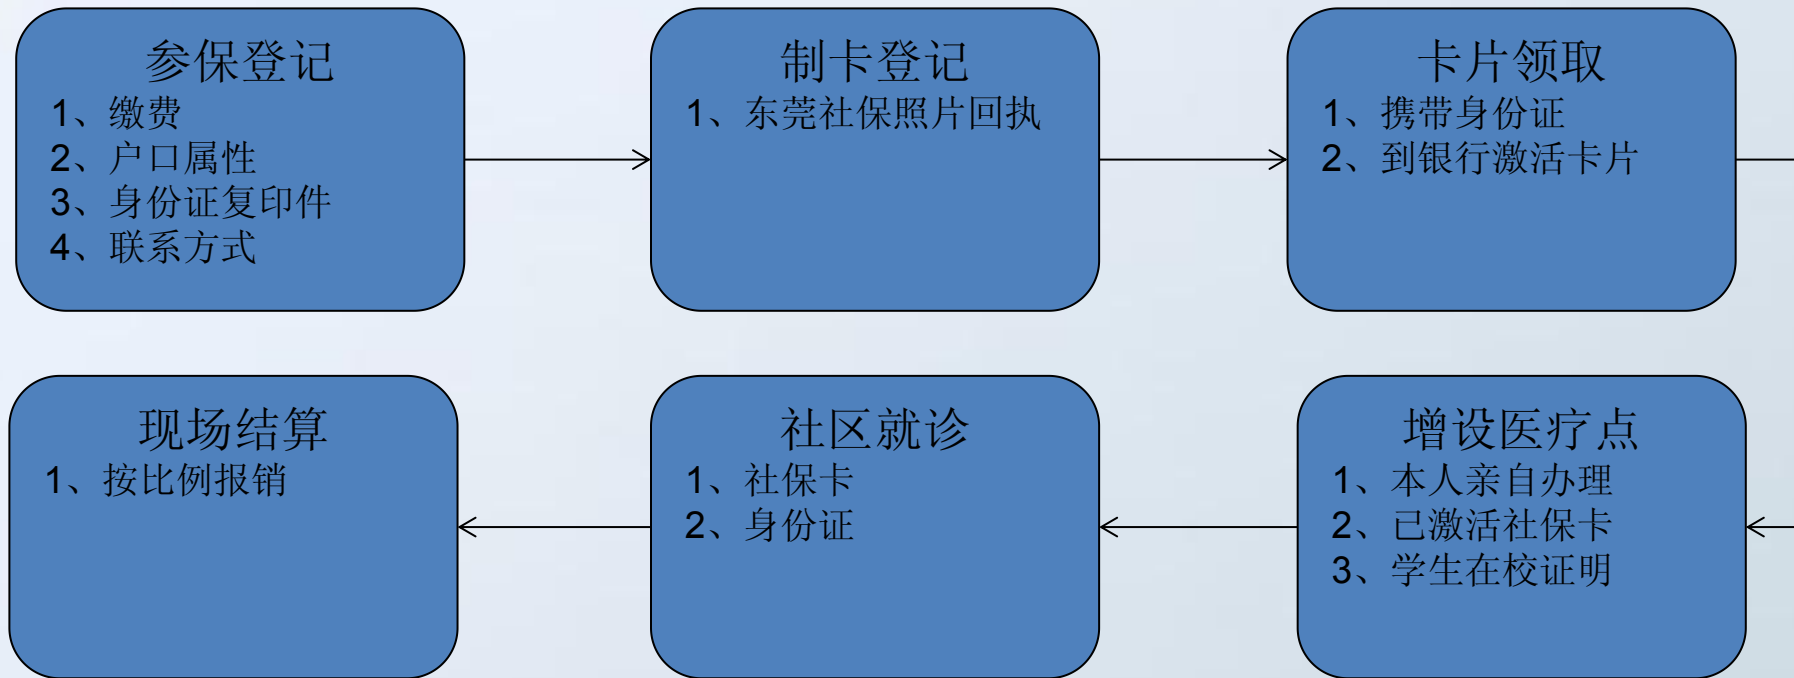 参保登记
1、缴费
2、户口属性
3、身份证复印件
4、联系方式
制卡登记
1、东莞社保照片回执
卡片领取
1、携带身份证
2、到银行激活卡片
现场结算
1、按比例报销
社区就诊
1、社保卡
2、身份证
增设医疗点
1、本人亲自办理
2、已激活社保卡
3、学生在校证明